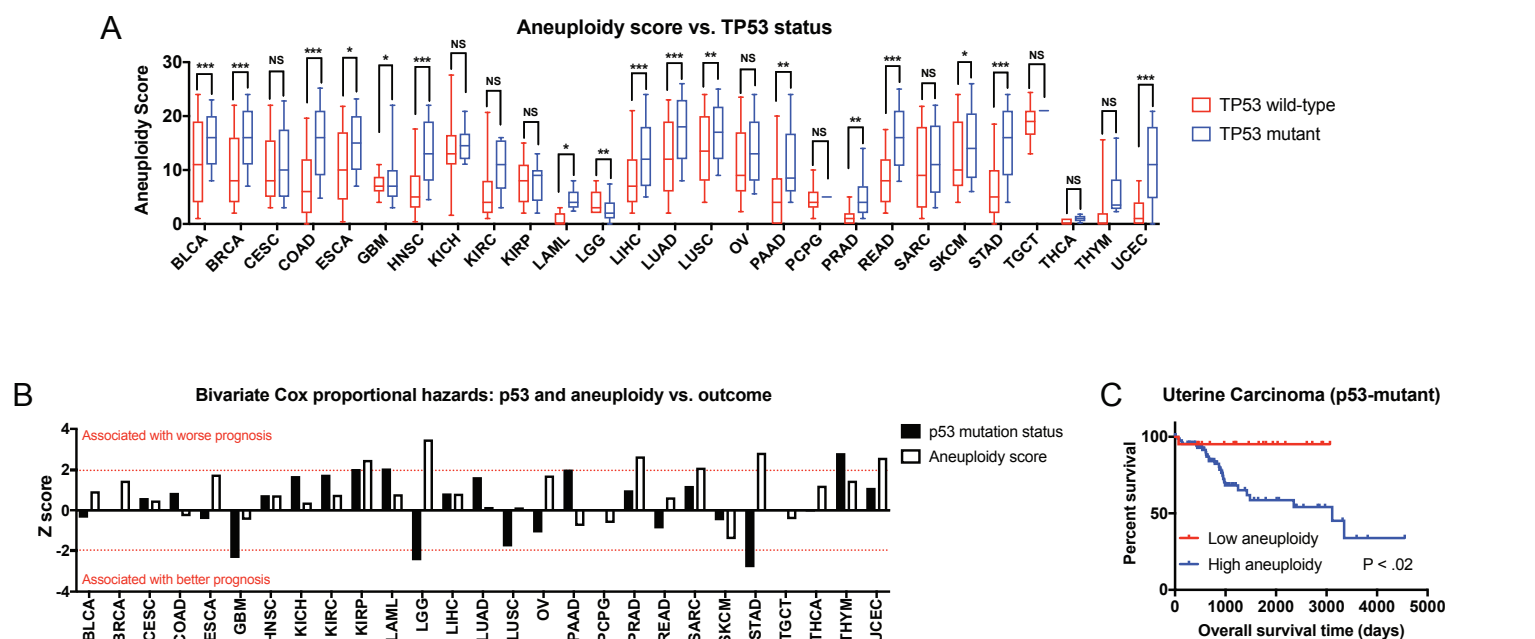 A
Aneuploidy score vs. TP53 status
Aneuploidy Score
30
20
10
0
*** *** NS *** * * *** NS NS NS * ** *** *** ** NS ** NS ** *** NS * *** NS NS NS ***
BLCA BRCA CESC COAD ESCA GBM HNSC KICH KIRC KIRP LAML LGG LIHC LUAD LUSC OV PAAD PCPG PRAD READ SARC SKCM STAD TGCT THCA THYM UCEC
TP53 wild-type
TP53 mutant
B
Bivariate Cox proportional hazards: p53 and aneuploidy vs. outcome
Z score
4
2
0
-2
-4
Associated with worse prognosis
Associated with better prognosis
p53 mutation status
Aneuploidy score
BLCA BRCA CESC COAD ESCA GBM HNSC KICH KIRC KIRP LAML LGG LIHC LUAD LUSC OV PAAD PCPG PRAD READ SARC SKCM STAD TGCT THCA THYM UCEC
C
Uterine Carcinoma (p53-mutant)
Percent survival
100
50
0
Low aneuploidy
High aneuploidy
P < .02
0 1000 2000 3000 4000 5000
Overall survival time (days)